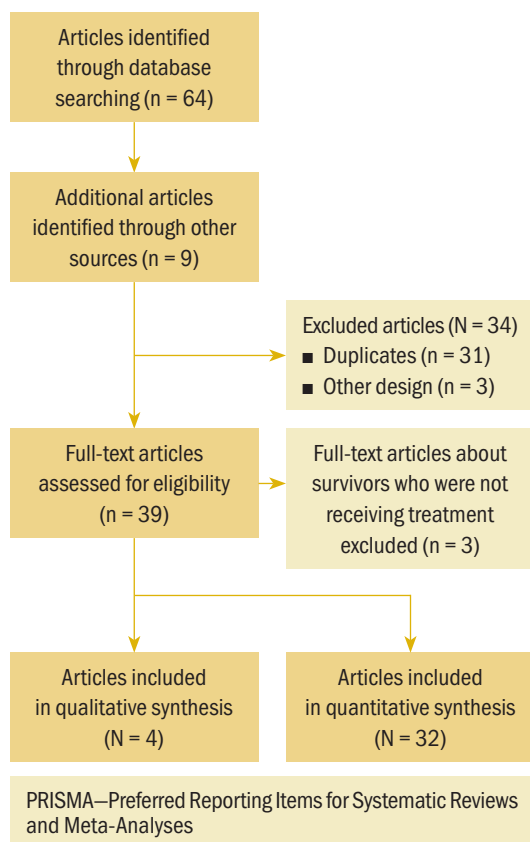 Articles identified
through database
searching (n = 64)
Additional articles
identified through other
sources (n = 9)
Excluded articles (N = 34)
■ Duplicates (n = 31)
■ Other design (n = 3)
Full-text articles
assessed for eligibility
(n = 39)
Full-text articles about
survivors who were not
receiving treatment
excluded (n = 3)
Articles included
in qualitative synthesis
(N = 4)
Articles included
in quantitative synthesis
(N = 32)
PRISMA—Preferred Reporting Items for Systematic Reviews
and Meta-Analyses